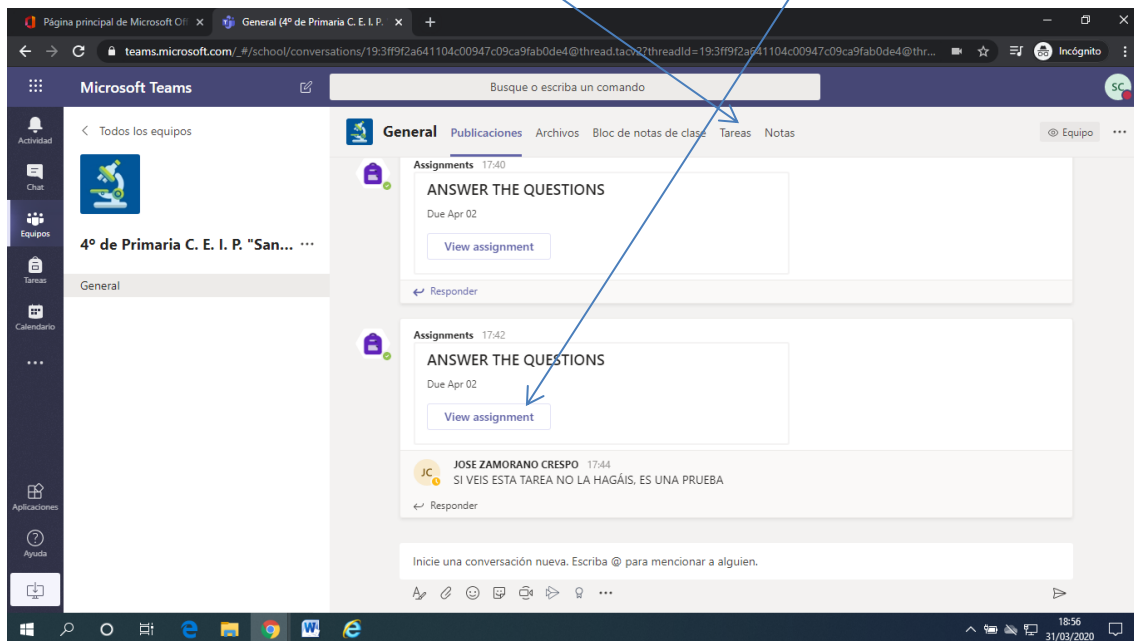 Página principal de Microsoft Of
General (4º de Primaria C. E. I. P.
teams.microsoft.com/_#/school/conversations/19:3ff9f2a641104c00947c09ca9fab0de4@thread.tacv2?threadId=19:3ff9f2a641104c00947c09ca9fab0de4@thr...
Incógnito
Microsoft Teams
Busque o escriba un comando
SC
Actividad
Chat
Equipos
Tareas
Calendario
Aplicaciones
Ayuda
Todos los equipos
4º de Primaria C. E. I. P. "San... ...
General
General Publicaciones Archivos Bloc de notas de clase Tareas Notas
Equipo
Assignments 17:40
ANSWER THE QUESTIONS
Due Apr 02
View assignment
Responder
Assignments 17:42
ANSWER THE QUESTIONS
Due Apr 02
View assignment
JC
JOSE ZAMORANO CRESPO 17:44
SI VEIS ESTA TAREA NO LA HAGÁIS, ES UNA PRUEBA
Responder
Inicie una conversación nueva. Escriba @ para mencionar a alguien.
18:56
31/03/2020